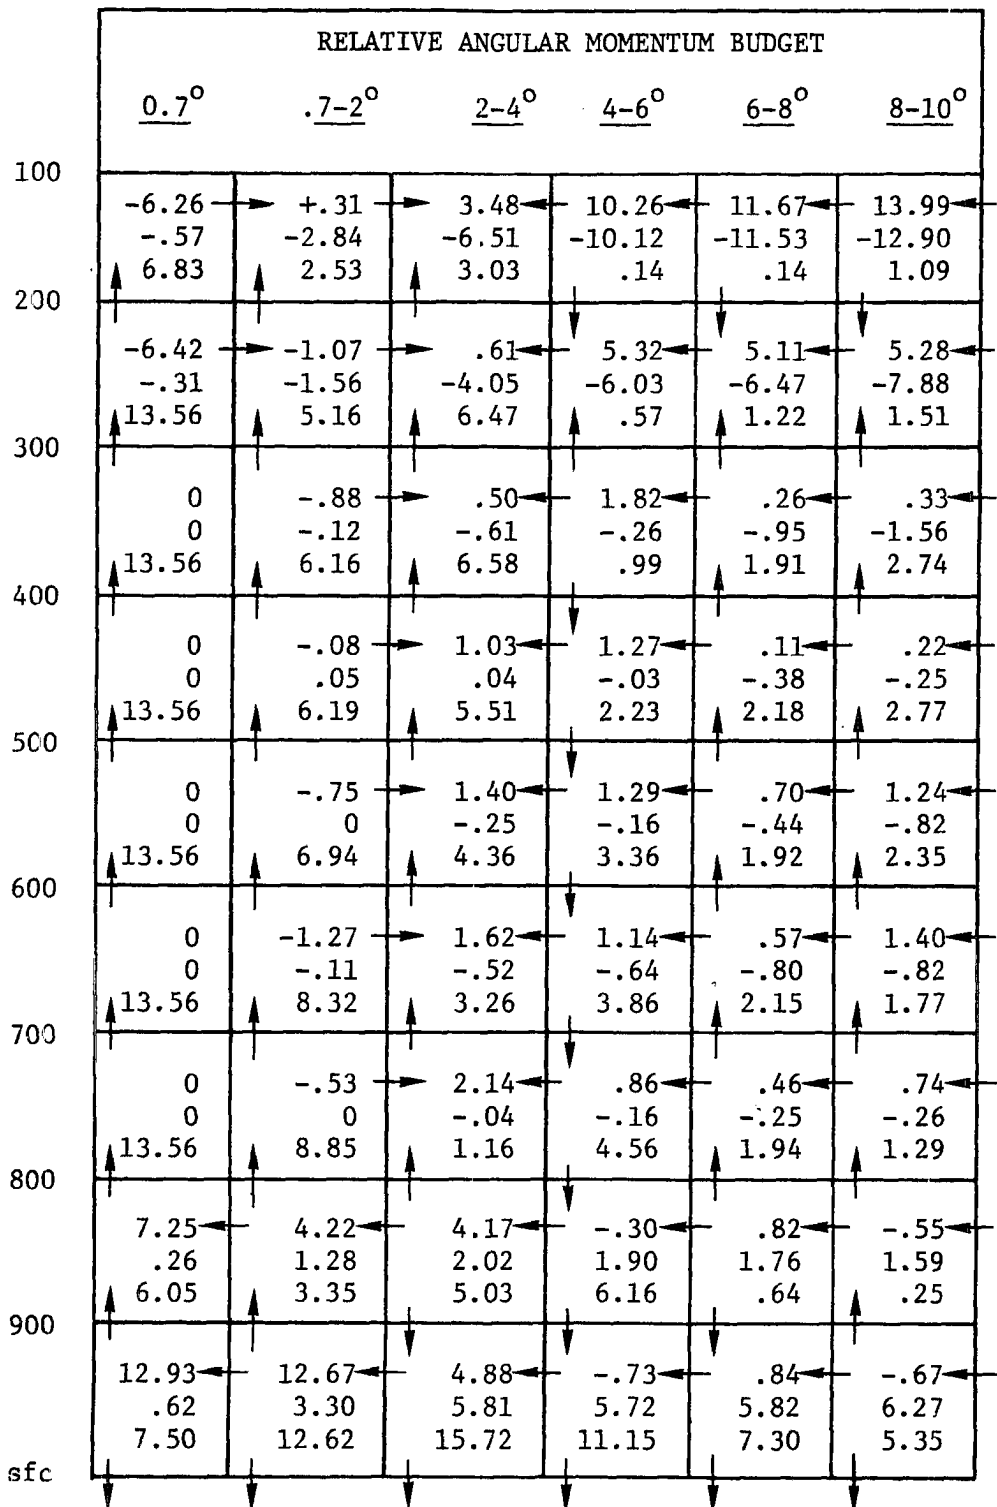 RELATIVE ANGULAR MOMENTUM BUDGET
0.7° .7-2° 2-4° 4-6° 6-8° 8-10°
100
-6.26 +.31 3.48 10.26 11.67 13.99
-.57 -2.84 -6.51 -10.12 -11.53 -12.90
6.83 2.53 3.03 .14 .14 1.09
200
-6.42 -1.07 .61 5.32 5.11 5.28
-.31 -1.56 -4.05 -6.03 -6.47 -7.88
13.56 5.16 6.47 .57 1.22 1.51
300
0 -.88 .50 1.82 .26 .33
0 -.12 -.61 -.26 -.95 -1.56
13.56 6.16 6.58 .99 1.91 2.74
400
0 -.08 1.03 1.27 .11 .22
0 .05 .04 -.03 -.38 -.25
13.56 6.19 5.51 2.23 2.18 2.77
500
0 -.75 1.40 1.29 .70 1.24
0 0 -.25 -.16 -.44 -.82
13.56 6.94 4.36 3.36 1.92 2.35
600
0 -1.27 1.62 1.14 .57 1.40
0 -.11 -.52 -.64 -.80 -.82
13.56 8.32 3.26 3.86 2.15 1.77
700
0 -.53 2.14 .86 .46 .74
0 0 -.04 -.16 -.25 -.26
13.56 8.85 1.16 4.56 1.94 1.29
800
7.25 4.22 4.17 -.30 .82 -.55
.26 1.28 2.02 1.90 1.76 1.59
6.05 3.35 5.03 6.16 .64 .25
900
12.93 12.67 4.88 -.73 .84 -.67
.62 3.30 5.81 5.72 5.82 6.27
7.50 12.62 15.72 11.15 7.30 5.35
sfc